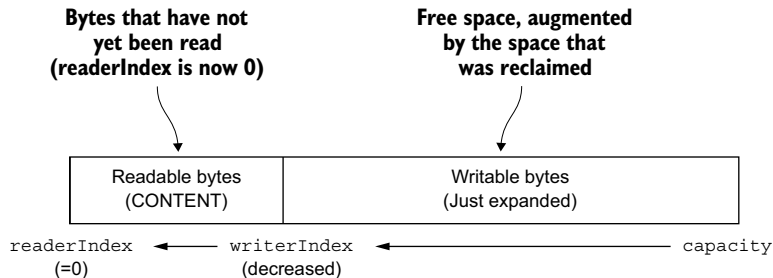 Bytes that have not
yet been read
(readerIndex is now 0)
Free space, augmented
by the space that
was reclaimed
Readable bytes
(CONTENT)
Writable bytes
(Just expanded)
readerIndex
(=0)
writerIndex
(decreased)
capacity